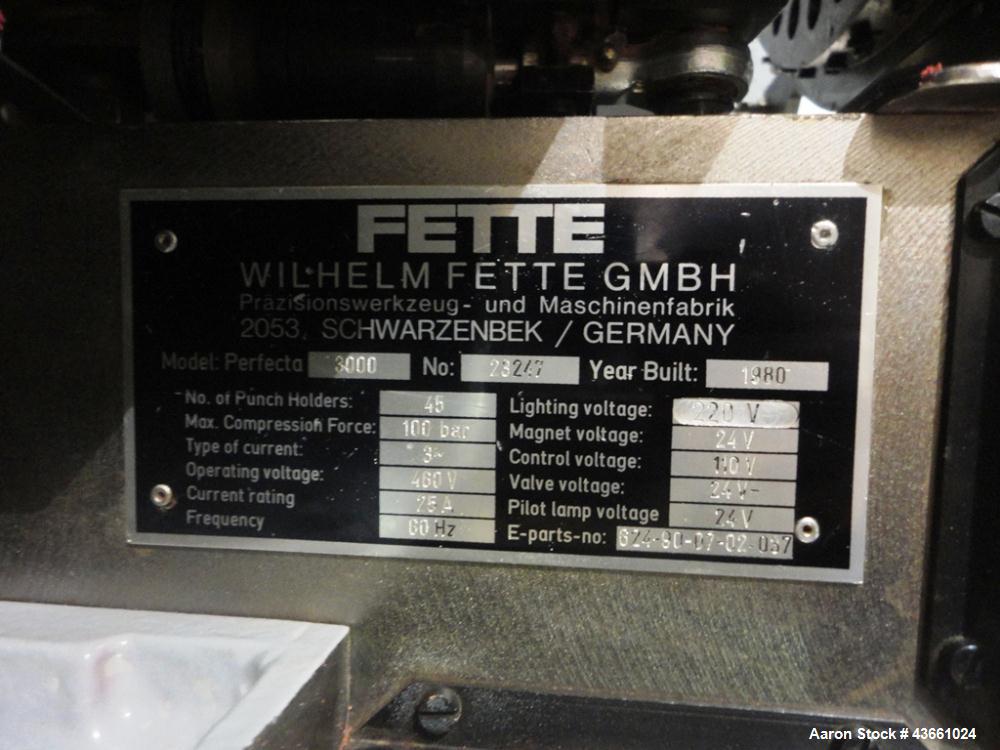 FETTE
WILHELM FETTE GMBH
Präzisionswerkzeug- und Maschinenfabrik
2053, SCHWARZENBEK / GERMANY
Model: Perfecta 3000 No: 23247 Year Built: 1980
No. of Punch Holders: 45
Max. Compression Force: 100 bar
Type of current: 3~
Operating voltage: 460 V
Current rating 25 A
Frequency 60 Hz
Lighting voltage: 220 V
Magnet voltage: 24 V
Control voltage: 110 V
Valve voltage: 24 V-
Pilot lamp voltage 24 V
E-parts-no:
Aaron Stock # 43661024